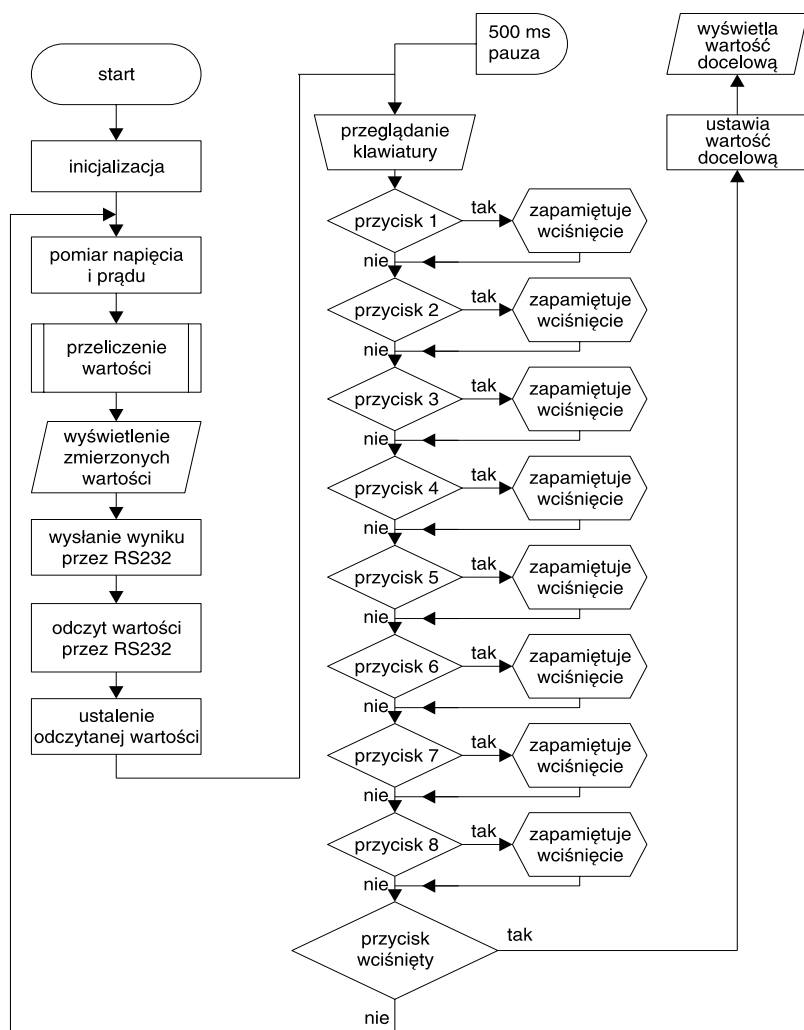 start
inicjalizacja
pomiar napięcia
i prądu
przeliczenie
wartości
wyświetlenie
zmierzonych
wartości
wysłanie wyniku
przez RS232
odczyt wartości
przez RS232
ustalenie
odczytanej wartości
500 ms
pauza
przeglądanie
klawiatury
przycisk 1
tak
zapamiętuje
wciśnięcie
nie
przycisk 2
tak
zapamiętuje
wciśnięcie
nie
przycisk 3
tak
zapamiętuje
wciśnięcie
nie
przycisk 4
tak
zapamiętuje
wciśnięcie
nie
przycisk 5
tak
zapamiętuje
wciśnięcie
nie
przycisk 6
tak
zapamiętuje
wciśnięcie
nie
przycisk 7
tak
zapamiętuje
wciśnięcie
nie
przycisk 8
tak
zapamiętuje
wciśnięcie
nie
przycisk
wciśnięty
tak
nie
wyświetla
wartość
docelową
ustawia
wartość
docelową